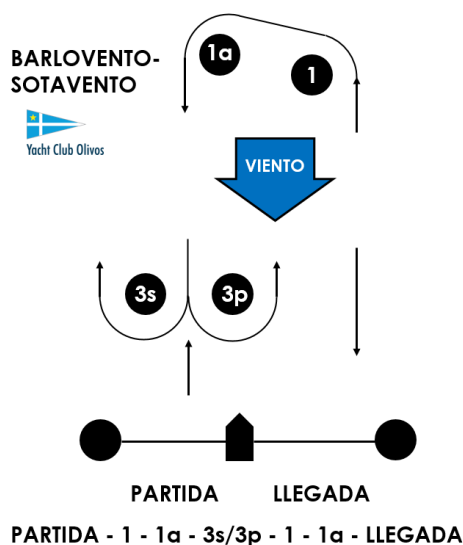 BARLOVENTO-
SOTAVENTO
Yacht Club Olivos
1a
1
VIENTO
3s
3p
PARTIDA
LLEGADA
PARTIDA - 1 - 1a - 3s/3p - 1 - 1a - LLEGADA